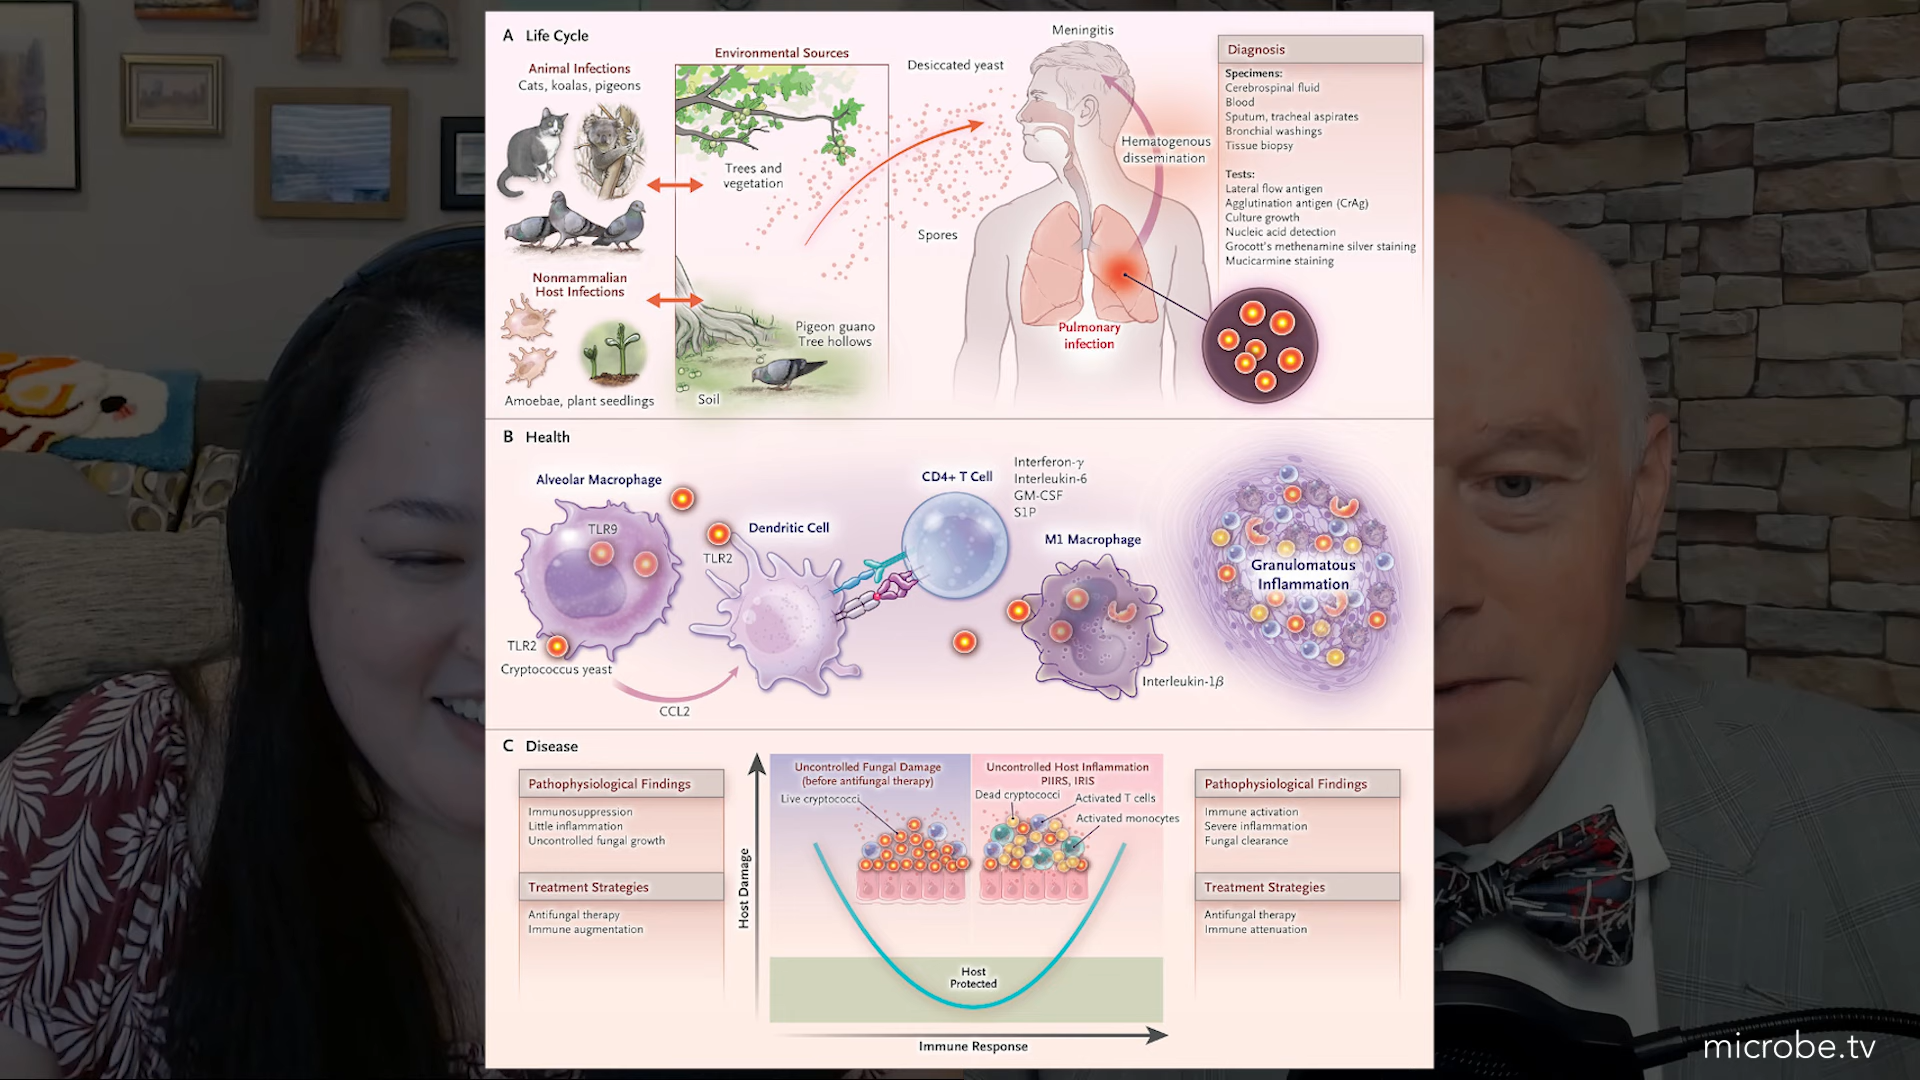 A Life Cycle
Animal Infections
Cats, koalas, pigeons
Nonmammalian
Host Infections
Amoebae, plant seedlings
Environmental Sources
Trees and
vegetation
Pigeon guano
Tree hollows
Soil
Desiccated yeast
Spores
Meningitis
Hematogenous
dissemination
Pulmonary
infection
Diagnosis
Specimens:
Cerebrospinal fluid
Blood
Sputum, tracheal aspirates
Bronchial washings
Tissue biopsy
Tests:
Lateral flow antigen
Agglutination antigen (CrAg)
Culture growth
Nucleic acid detection
Grocott's methenamine silver staining
Mucicarmine staining
B Health
Alveolar Macrophage
TLR9
TLR2
Cryptococcus yeast
CCL2
TLR2
Dendritic Cell
CD4+ T Cell
Interferon-γ
Interleukin-6
GM-CSF
S1P
M1 Macrophage
Interleukin-1β
Granulomatous
Inflammation
C Disease
Pathophysiological Findings
Immunosuppression
Little inflammation
Uncontrolled fungal growth
Treatment Strategies
Antifungal therapy
Immune augmentation
Host Damage
Uncontrolled Fungal Damage
(before antifungal therapy)
Live cryptococci
Uncontrolled Host Inflammation
PIIRS, IRIS
Dead cryptococci
Activated T cells
Activated monocytes
Host
Protected
Immune Response
Pathophysiological Findings
Immune activation
Severe inflammation
Fungal clearance
Treatment Strategies
Antifungal therapy
Immune attenuation
microbe.tv